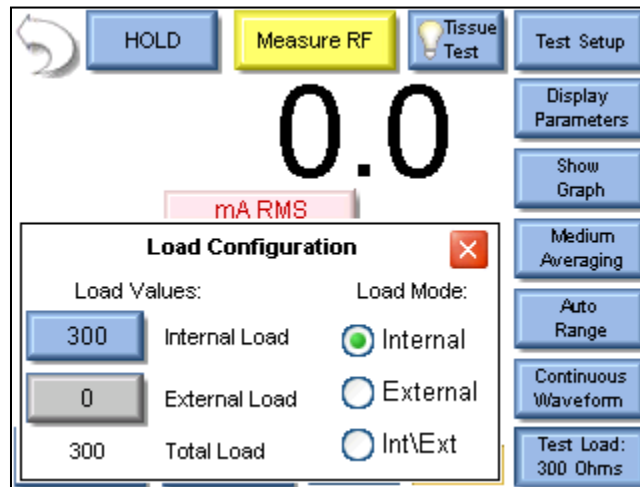 HOLD
Measure RF
Tissue
Test
Test Setup
0.0
mA RMS
Display
Parameters
Show
Graph
Medium
Averaging
Auto
Range
Continuous
Waveform
Test Load:
300 Ohms
Load Configuration
Load Values:
Load Mode:
300 Internal Load
Internal
0 External Load
External
300 Total Load
Int\Ext